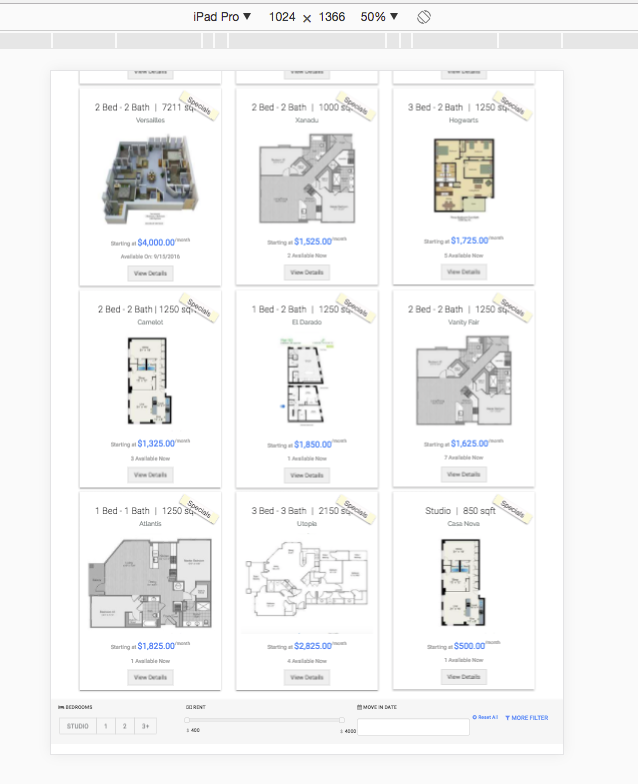 iPad Pro ▼ 1024 × 1366 50% ▼
View Details View Details View Details
2 Bed - 2 Bath | 7211 sq
Specials
Versailles
Starting at $4,000.00/month
Available On: 9/15/2016
View Details
2 Bed - 2 Bath | 1000 sq
Specials
Xanadu
Starting at $1,525.00/month
2 Available Now
View Details
3 Bed - 2 Bath | 1250 sq
Specials
Hogwarts
Starting at $1,725.00/month
3 Available Now
View Details
2 Bed - 2 Bath | 1250 sq
Specials
Camelot
Starting at $1,325.00/month
5 Available Now
View Details
1 Bed - 2 Bath | 1250 sq
Specials
El Dorado
Starting at $1,850.00/month
1 Available Now
View Details
2 Bed - 2 Bath | 1250 sq
Specials
Vanity Fair
Starting at $1,625.00/month
7 Available Now
View Details
1 Bed - 1 Bath | 1250 sq
Specials
Atlantis
Starting at $1,825.00/month
1 Available Now
View Details
3 Bed - 3 Bath | 2150 sq
Specials
Utopia
Starting at $2,825.00/month
4 Available Now
View Details
Studio | 850 sqft
Specials
Casa Nova
Starting at $500.00/month
1 Available Now
View Details
BEDROOMS
STUDIO 1 2 3+
RENT
$ 400 $ 4000
MOVE IN DATE
Reset All MORE FILTER